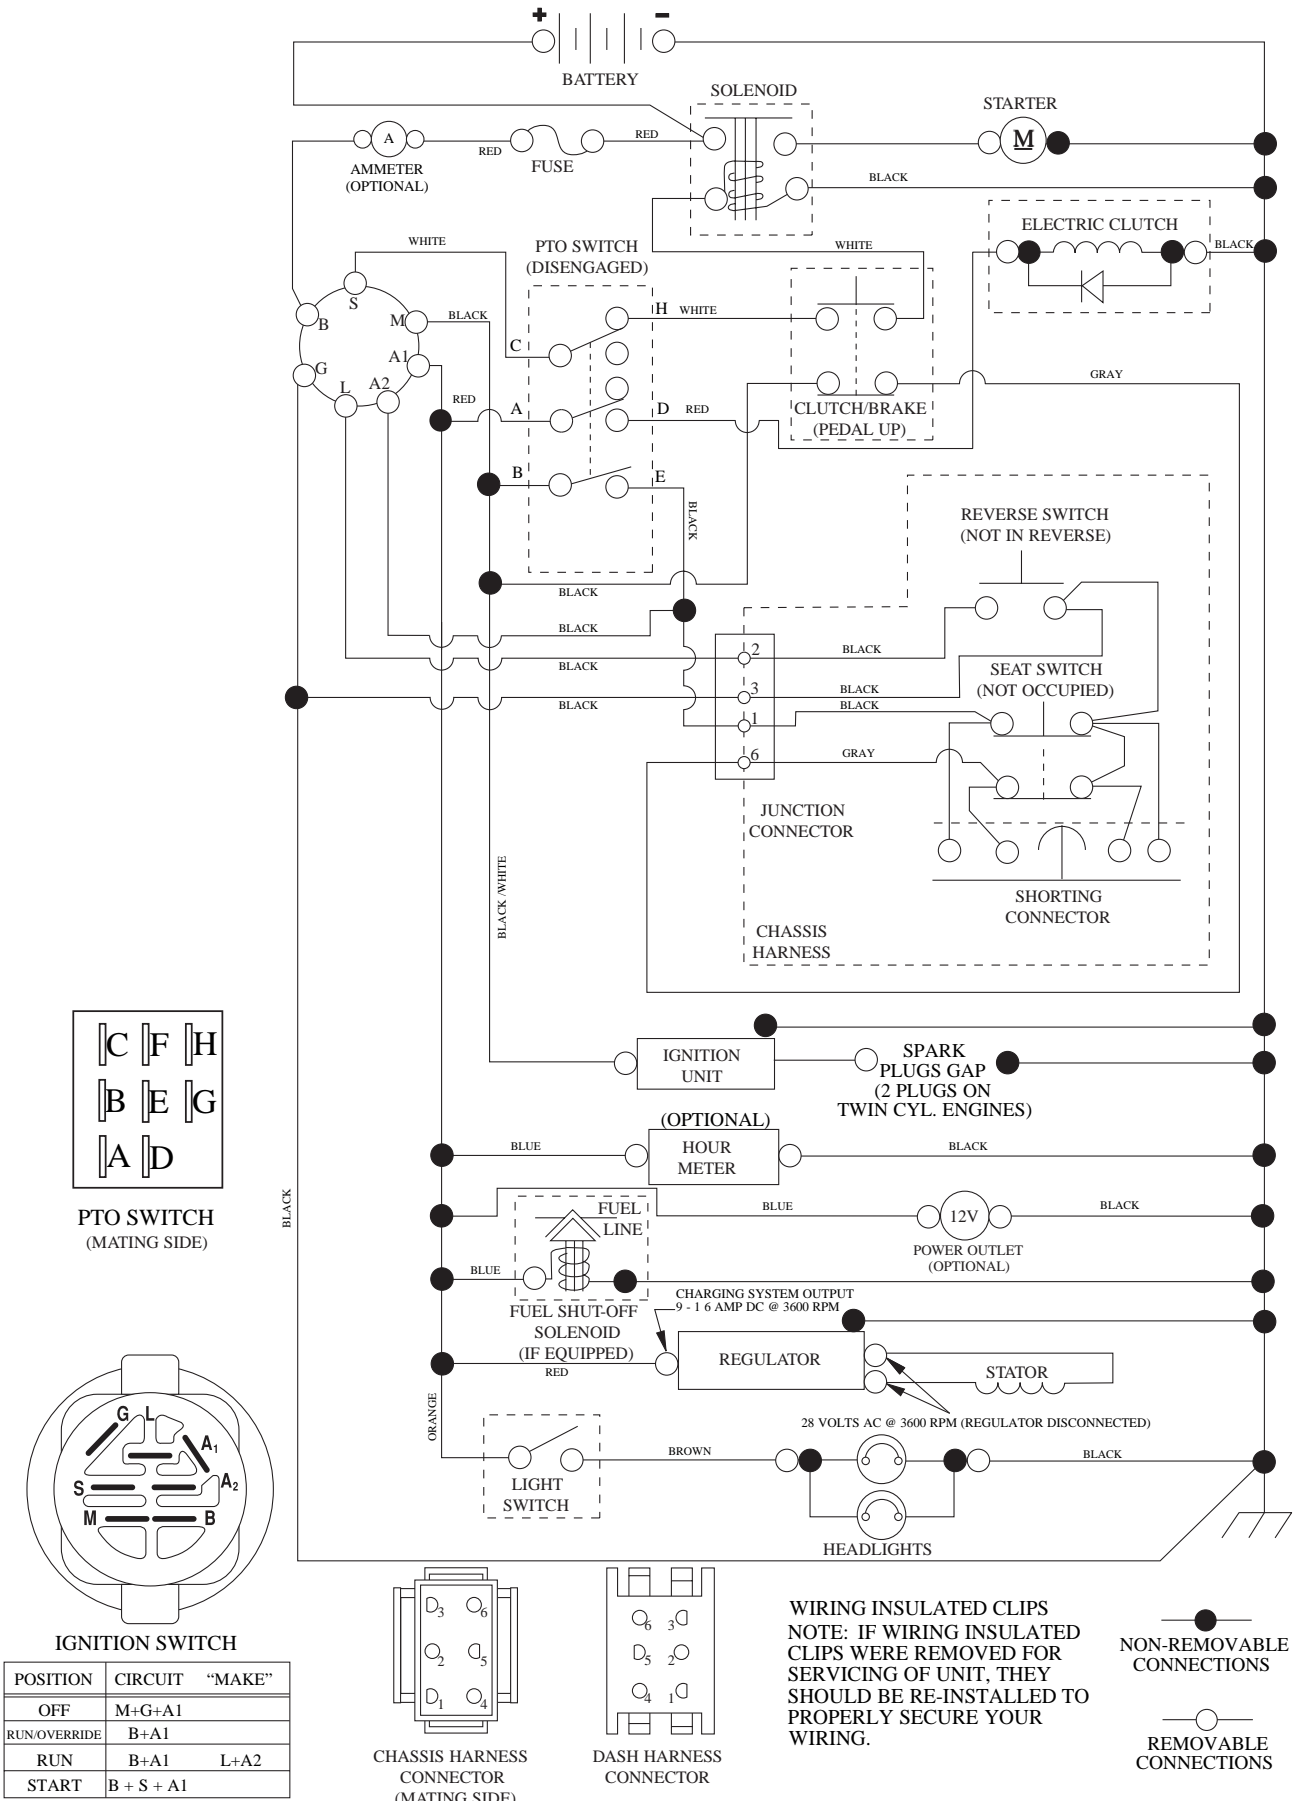 + −
BATTERY
SOLENOID
STARTER
A
M
RED
RED
FUSE
AMMETER
(OPTIONAL)
BLACK
ELECTRIC CLUTCH
WHITE
PTO SWITCH
(DISENGAGED)
WHITE
BLACK
S
B
M
BLACK
H WHITE
C
A1
G
A2
L
RED
A
D RED
GRAY
CLUTCH/BRAKE
(PEDAL UP)
B
E
BLACK
REVERSE SWITCH
(NOT IN REVERSE)
BLACK
BLACK
BLACK
2
BLACK
SEAT SWITCH
(NOT OCCUPIED)
3
BLACK
BLACK
1
BLACK
6
GRAY
JUNCTION
CONNECTOR
BLACK /WHITE
SHORTING
CONNECTOR
CHASSIS
HARNESS
C F H
B E G
A D
PTO SWITCH
(MATING SIDE)
IGNITION
UNIT
SPARK
PLUGS GAP
(2 PLUGS ON
TWIN CYL. ENGINES)
(OPTIONAL)
HOUR
METER
BLUE
BLACK
BLACK
FUEL
LINE
BLUE
12V
BLACK
POWER OUTLET
(OPTIONAL)
BLUE
CHARGING SYSTEM OUTPUT
9 - 1 6 AMP DC @ 3600 RPM
FUEL SHUT-OFF
SOLENOID
(IF EQUIPPED)
RED
REGULATOR
STATOR
28 VOLTS AC @ 3600 RPM (REGULATOR DISCONNECTED)
ORANGE
BROWN
BLACK
LIGHT
SWITCH
HEADLIGHTS
G L
A1
A2
S
M
B
IGNITION SWITCH
POSITION CIRCUIT “MAKE”
OFF M+G+A1
RUN/OVERRIDE B+A1
RUN B+A1 L+A2
START B + S + A1
3 6
2 5
1 4
CHASSIS HARNESS
CONNECTOR
(MATING SIDE)
6 3
5 2
4 1
DASH HARNESS
CONNECTOR
WIRING INSULATED CLIPS
NOTE: IF WIRING INSULATED
CLIPS WERE REMOVED FOR
SERVICING OF UNIT, THEY
SHOULD BE RE-INSTALLED TO
PROPERLY SECURE YOUR
WIRING.
NON-REMOVABLE
CONNECTIONS
REMOVABLE
CONNECTIONS